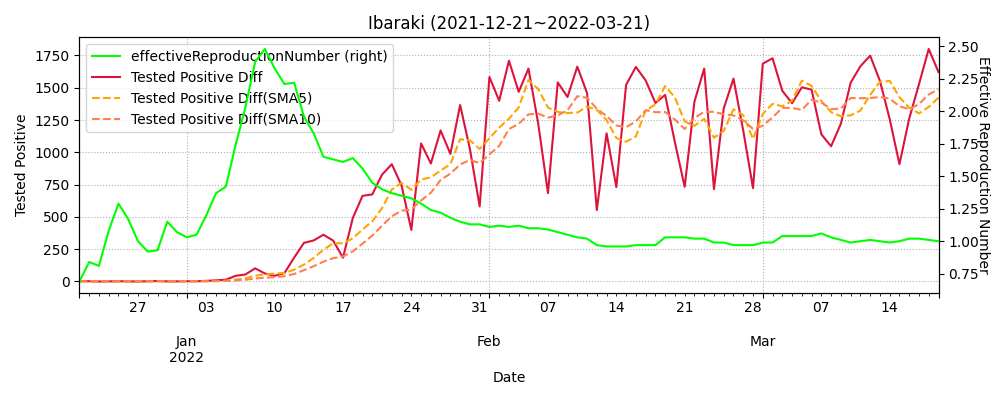 Ibaraki (2021-12-21~2022-03-21)
effectiveReproductionNumber (right)
Tested Positive Diff
Tested Positive Diff(SMA5)
Tested Positive Diff(SMA10)
Tested Positive
1750
1500
1250
1000
750
500
250
0
2.50
2.25
2.00
1.75
1.50
1.25
1.00
0.75
Effective Reproduction Number
27 03 10 17 24 31 07 14 21 28 07 14
Jan Feb Mar
2022
Date